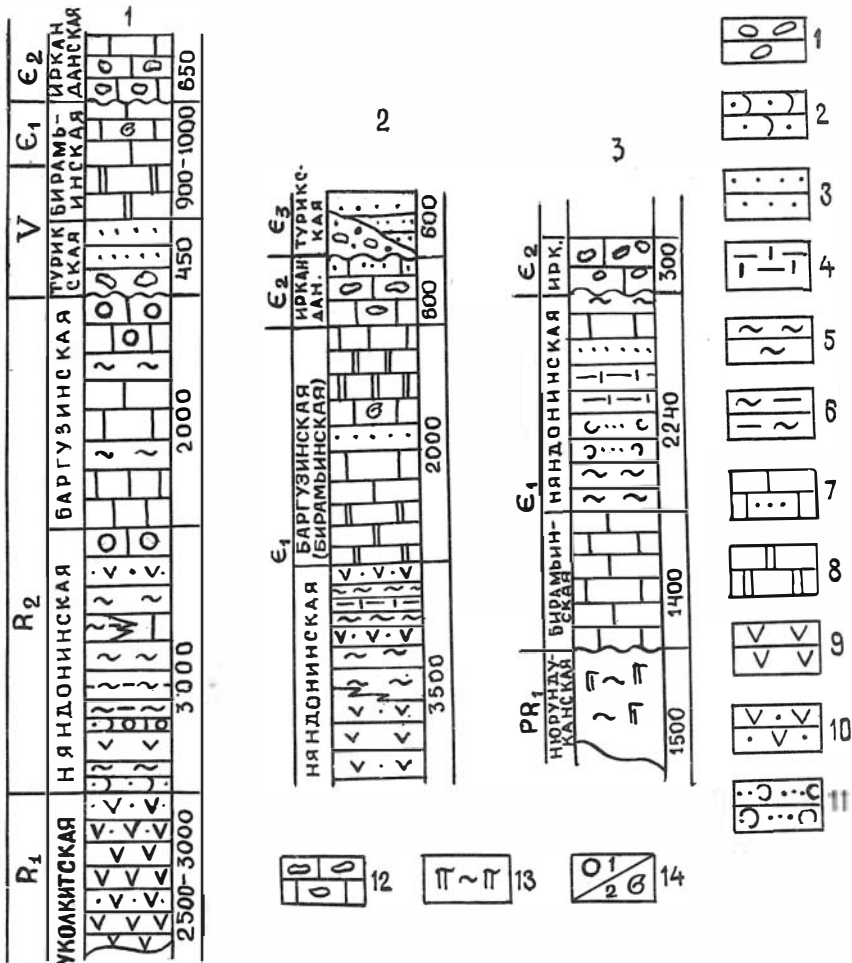 1
Є2
ИРКАН
ДАНСКАЯ
650
Є1
БИРАМЬ-
ИНСКАЯ
900-1000
V
ТУРИК
СКАЯ
450
R2
БАРГУЗИНСКАЯ
2000
НЯНДОНИНСКАЯ
3000
R1
УКОЛКИТСКАЯ
2500-3000
2
Є3
ТУРИКС-
КАЯ
600
Є2
ИРКАН
ДАН.
600
Є1
БАРГУЗИНСКАЯ
(БИРАМЬИНСКАЯ)
2000
НЯНДОНИНСКАЯ
3500
3
Є2
ИРК.
300
Є1
НЯНДОНИНСКАЯ
2240
БИРАМЬИН-
СКАЯ
1400
PR1
НЮРУНДУ-
КАНСКАЯ
1500
1
2
3
4
5
6
7
8
9
10
11
12
13
1
2
14